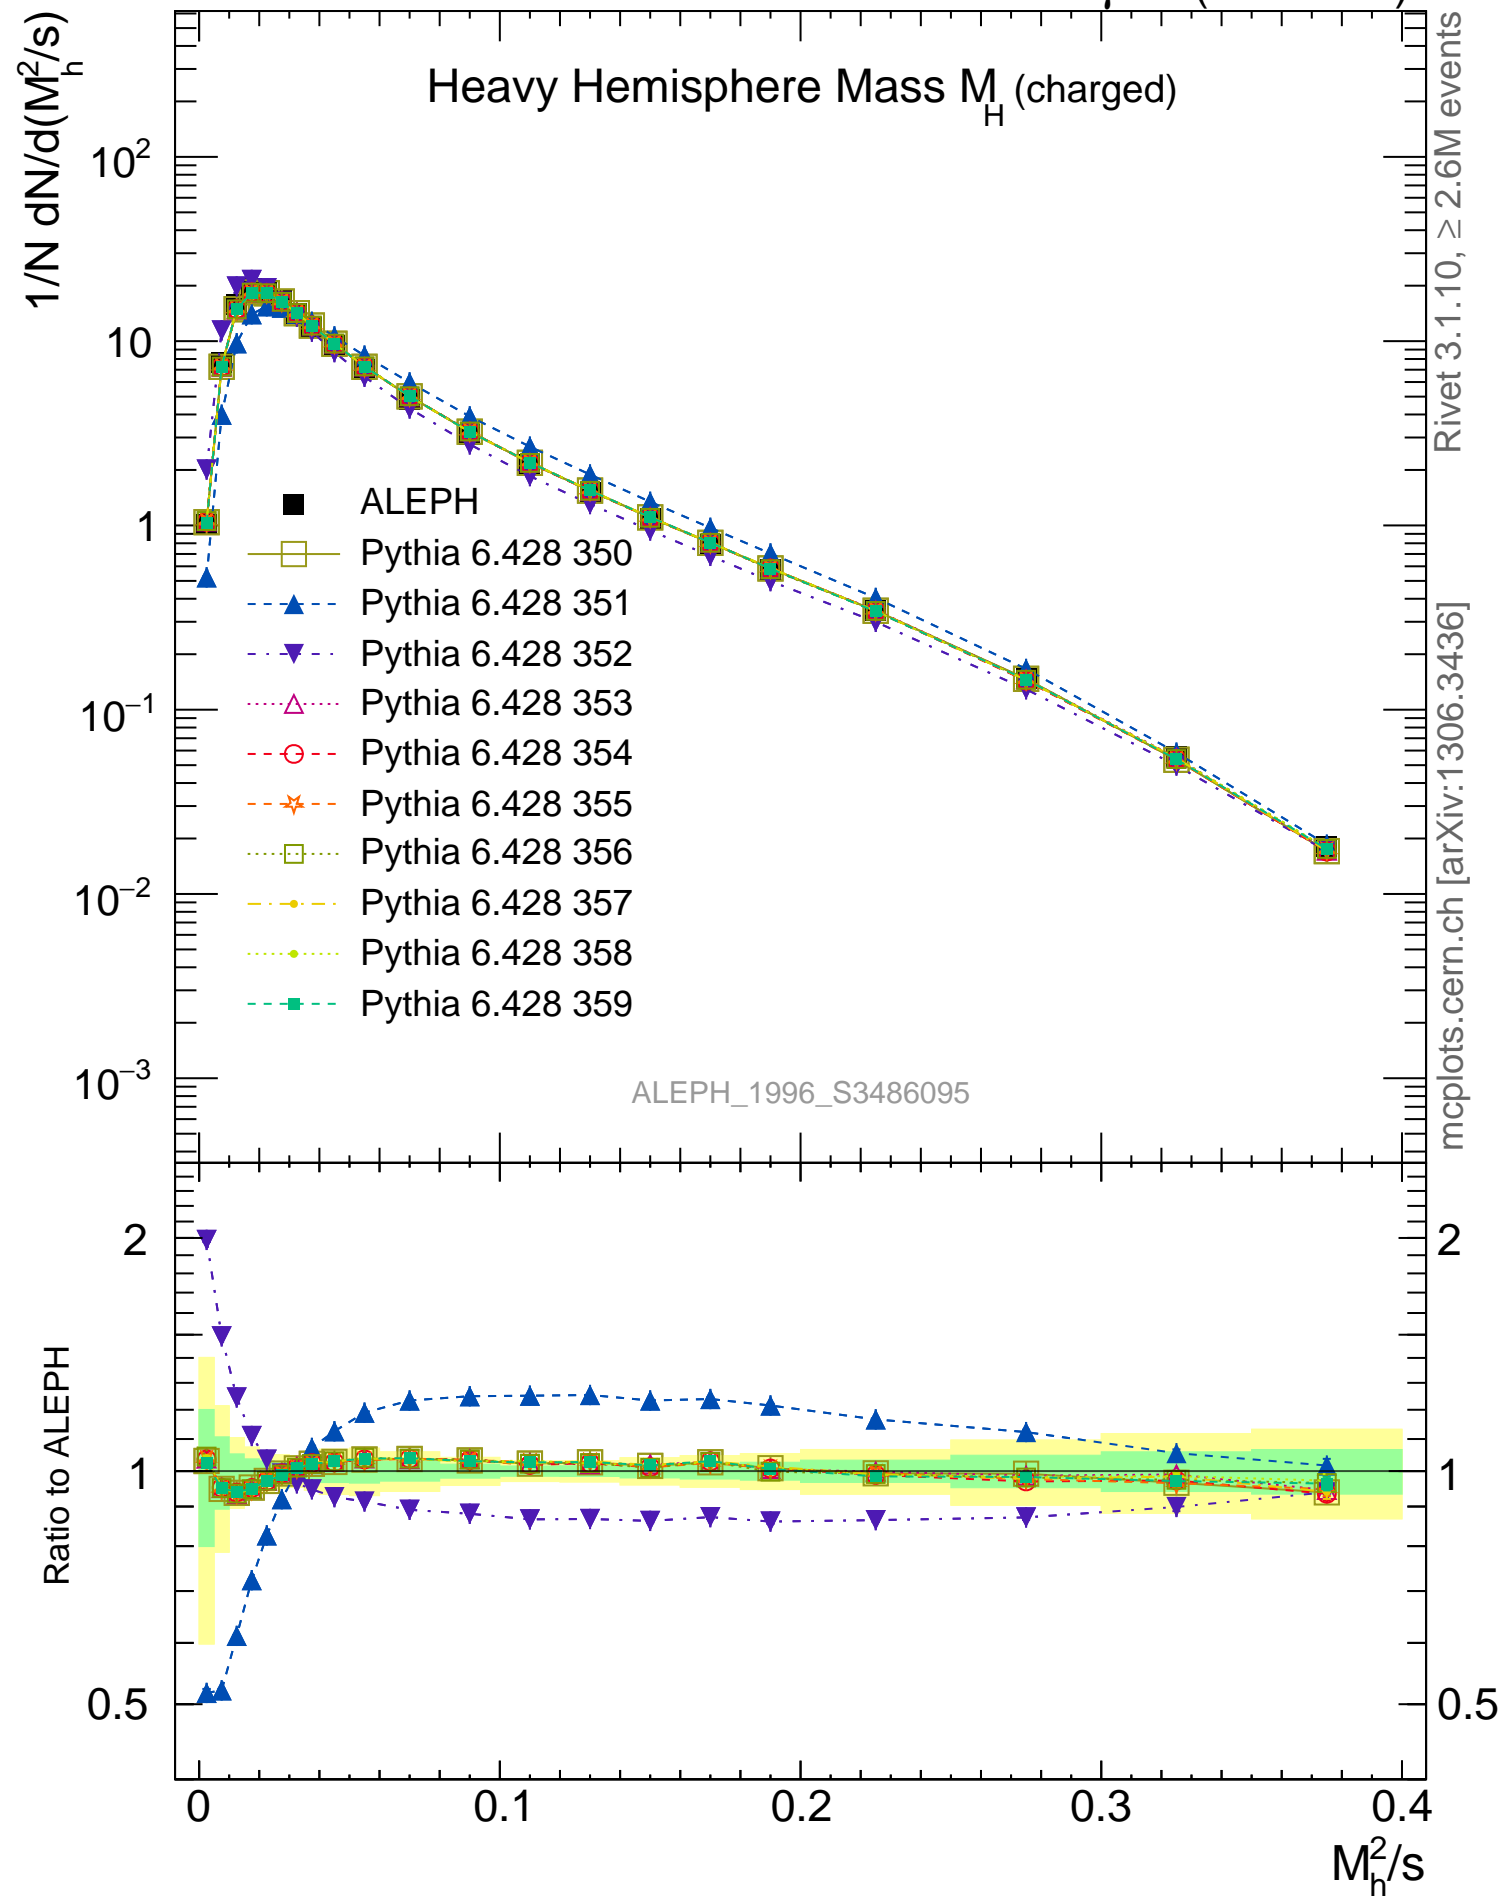 Heavy Hemisphere Mass M_H (charged)
1/N dN/d(M_h^2/s)
10^2
10
1
10^−1
10^−2
10^−3
ALEPH
Pythia 6.428 350
Pythia 6.428 351
Pythia 6.428 352
Pythia 6.428 353
Pythia 6.428 354
Pythia 6.428 355
Pythia 6.428 356
Pythia 6.428 357
Pythia 6.428 358
Pythia 6.428 359
ALEPH_1996_S3486095
Rivet 3.1.10, ≥ 2.6M events
mcplots.cern.ch [arXiv:1306.3436]
Ratio to ALEPH
2
1
0.5
2
1
0.5
0 0.1 0.2 0.3 0.4
M_h^2/s